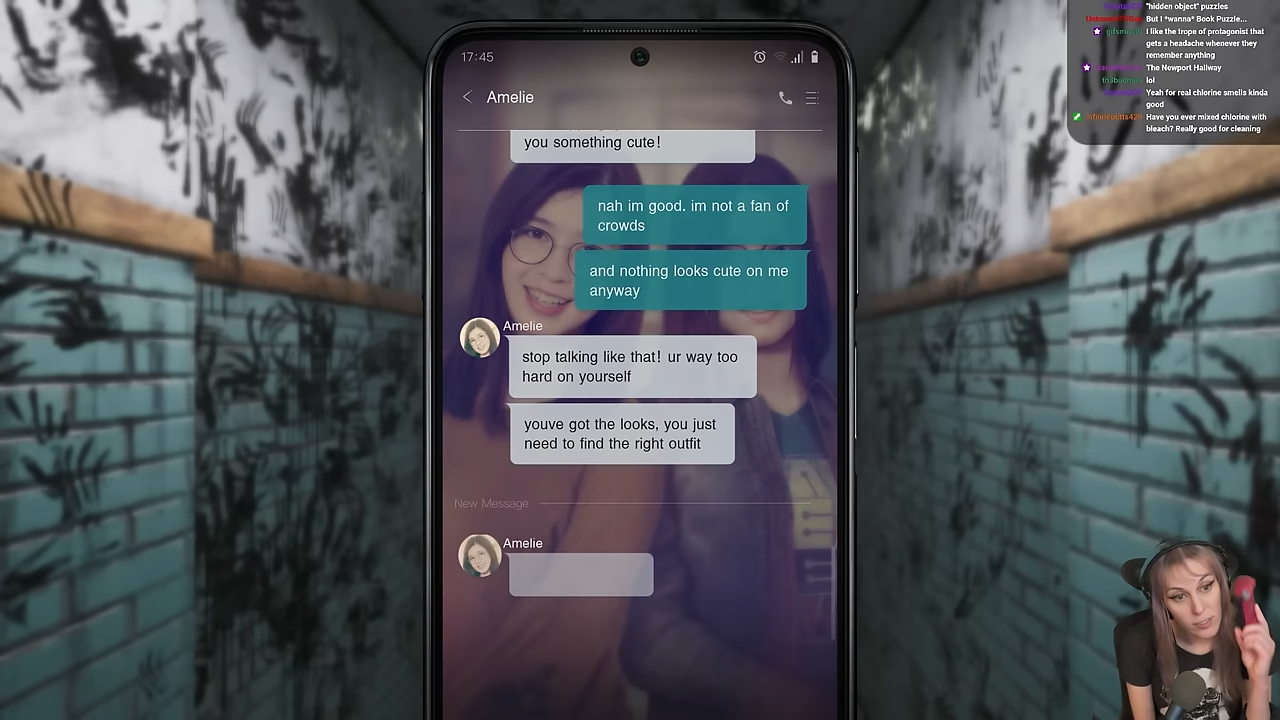 17:45
Amelie
you something cute!
nah im good. im not a fan of
crowds
and nothing looks cute on me
anyway
Amelie
stop talking like that! ur way too
hard on yourself
youve got the looks, you just
need to find the right outfit
New Message
Amelie
"hidden object" puzzles
But I *wanna* Book Puzzle...
I like the trope of protagonist that
gets a headache whenever they
remember anything
The Newport Hallway
lol
Yeah for real chlorine smells kinda
good
Have you ever mixed chlorine with
bleach? Really good for cleaning